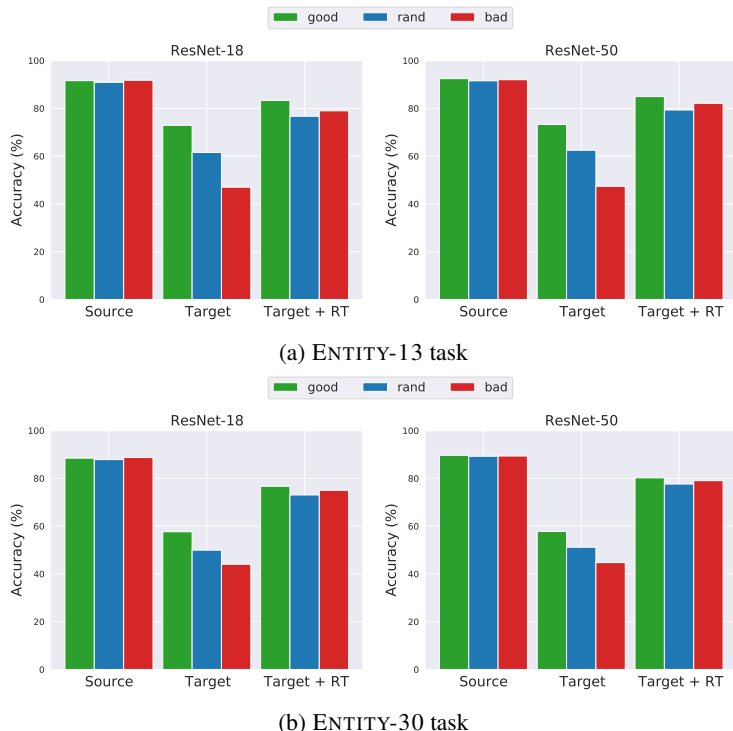 good rand bad
ResNet-18 ResNet-50
Accuracy (%) Accuracy (%)
100 100
80 80
60 60
40 40
20 20
0 0
Source Target Target + RT Source Target Target + RT
(a) ENTITY-13 task
good rand bad
ResNet-18 ResNet-50
Accuracy (%) Accuracy (%)
100 100
80 80
60 60
40 40
20 20
0 0
Source Target Target + RT Source Target Target + RT
(b) ENTITY-30 task